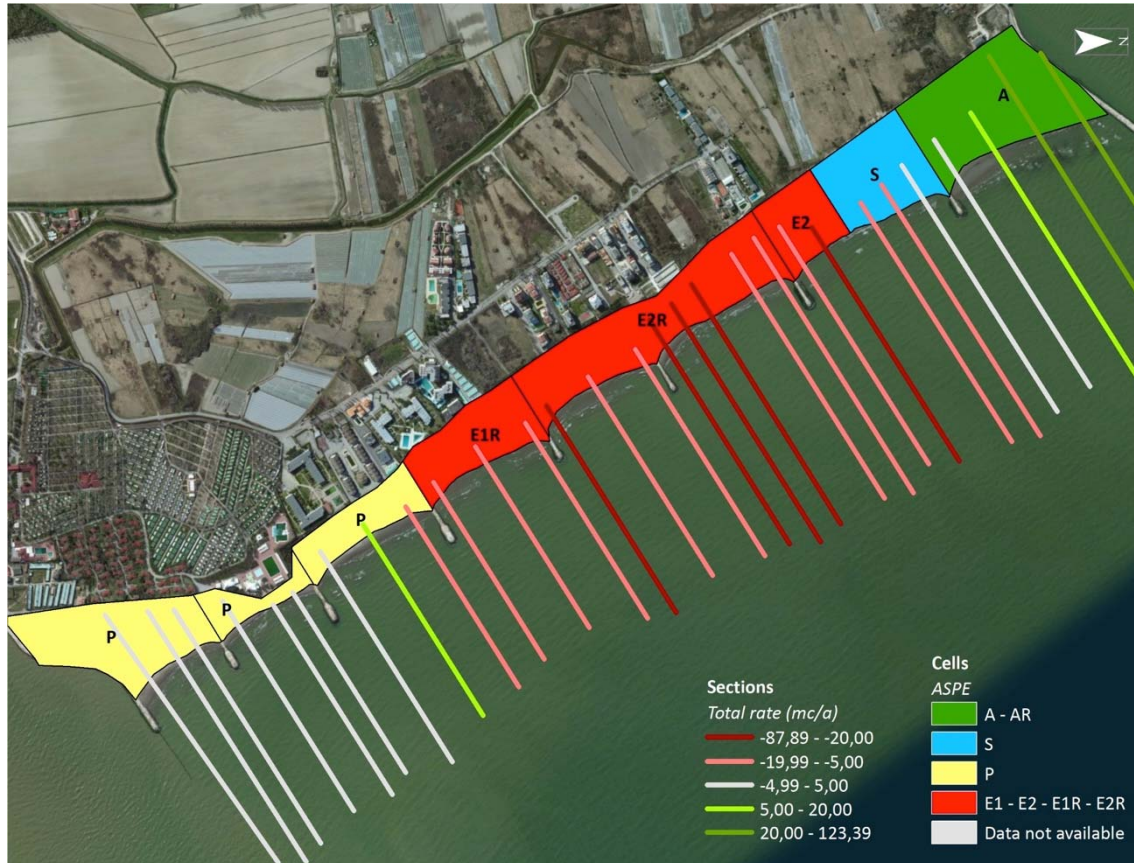 N
A
S
E2
E2R
E1R
P
P
P
Sections
Total rate (mc/a)
-87,89 - -20,00
-19,99 - -5,00
-4,99 - 5,00
5,00 - 20,00
20,00 - 123,39
Cells
ASPE
A - AR
S
P
E1 - E2 - E1R - E2R
Data not available